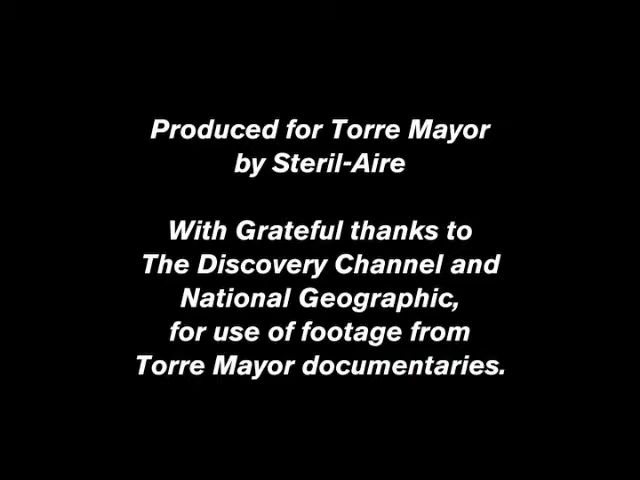 Produced for Torre Mayor
by Steril-Aire
With Grateful thanks to
The Discovery Channel and
National Geographic,
for use of footage from
Torre Mayor documentaries.